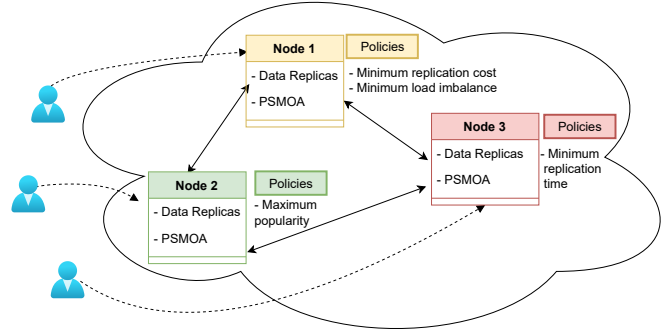 Node 1
Policies
- Data Replicas
- PSMOA
- Minimum replication cost
- Minimum load imbalance
Node 3
Policies
- Data Replicas
- PSMOA
- Minimum
replication
time
Node 2
Policies
- Data Replicas
- PSMOA
- Maximum
popularity